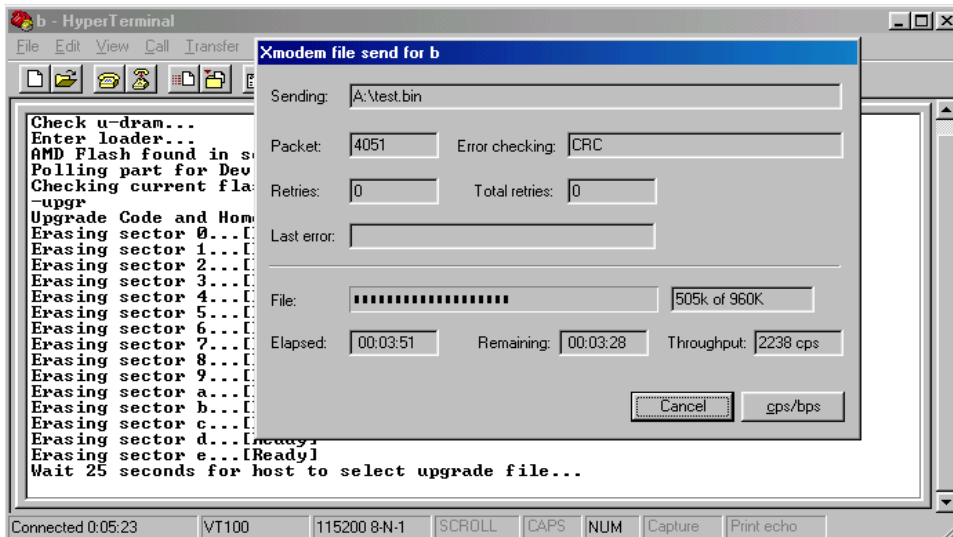 b - HyperTerminal
File Edit View Call Transfer
Xmodem file send for b
Sending: A:\test.bin
Packet: 4051 Error checking: CRC
Retries: 0 Total retries: 0
Last error:
File: 505k of 960K
Elapsed: 00:03:51 Remaining: 00:03:28 Throughput: 2238 cps
Cancel cps/bps
Check u-dram...
Enter loader...
AMD Flash found in
Polling part for Dev
Checking current fla
-upgr
Upgrade Code and Hom
Erasing sector 0...[
Erasing sector 1...[
Erasing sector 2...[
Erasing sector 3...[
Erasing sector 4...[
Erasing sector 5...[
Erasing sector 6...[
Erasing sector 7...[
Erasing sector 8...[
Erasing sector 9...[
Erasing sector a...[
Erasing sector b...[
Erasing sector c...[
Erasing sector d...[Ready]
Erasing sector e...[Ready]
Wait 25 seconds for host to select upgrade file...
Connected 0:05:23 VT100 115200 8-N-1 SCROLL CAPS NUM Capture Print echo